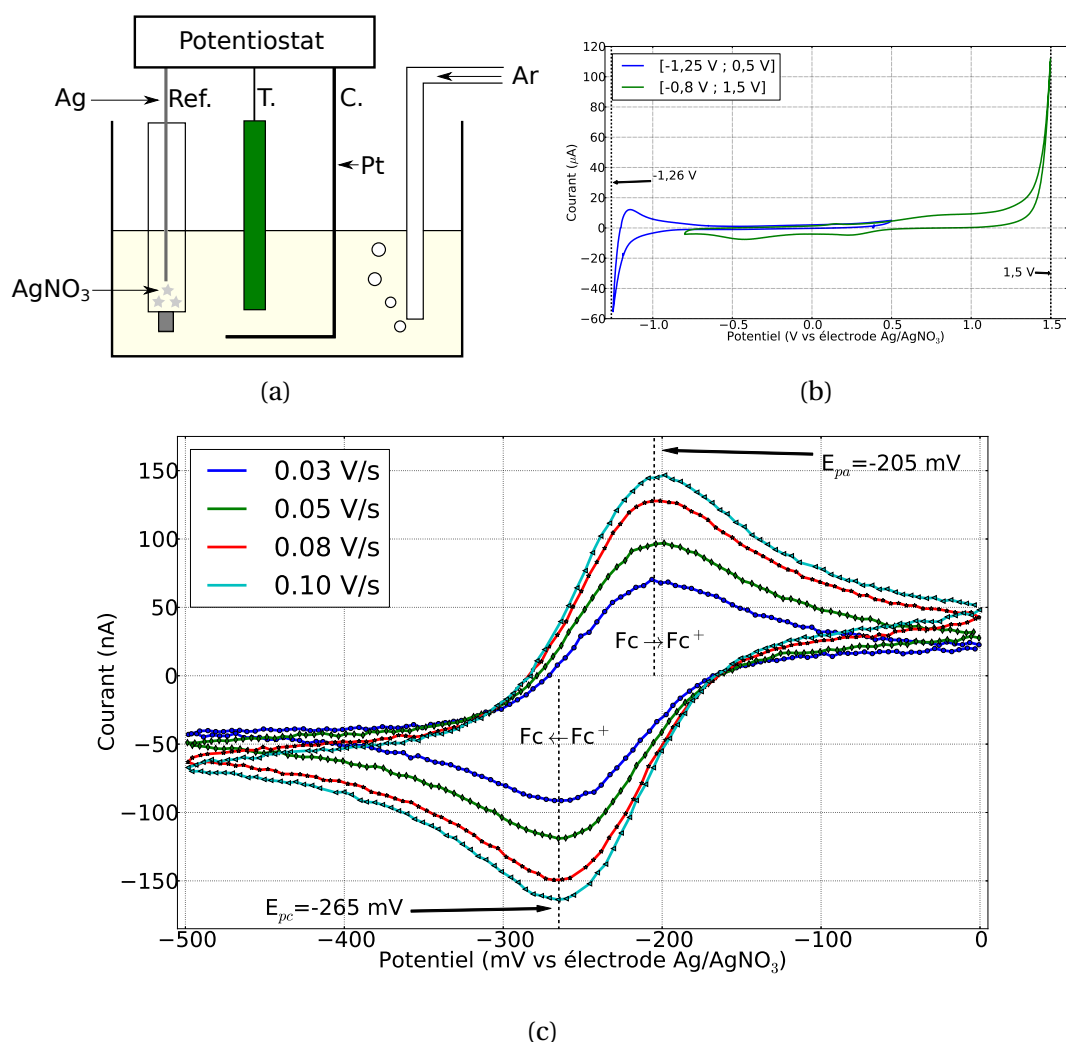 Potentiostat
Ag
Ref.
T.
C.
Ar
Pt
AgNO₃
(a)
[-1,25 V ; 0,5 V]
[-0,8 V ; 1,5 V]
120
100
80
60
40
20
0
−20
−40
−60
Courant (μA)
-1,26 V
1,5 V
−1.0
−0.5
0.0
0.5
1.0
1.5
Potentiel (V vs électrode Ag/AgNO₃)
(b)
0.03 V/s
0.05 V/s
0.08 V/s
0.10 V/s
E_pa=-205 mV
Fc→Fc⁺
Fc←Fc⁺
E_pc=-265 mV
150
100
50
0
−50
−100
−150
Courant (nA)
−500
−400
−300
−200
−100
0
Potentiel (mV vs électrode Ag/AgNO₃)
(c)